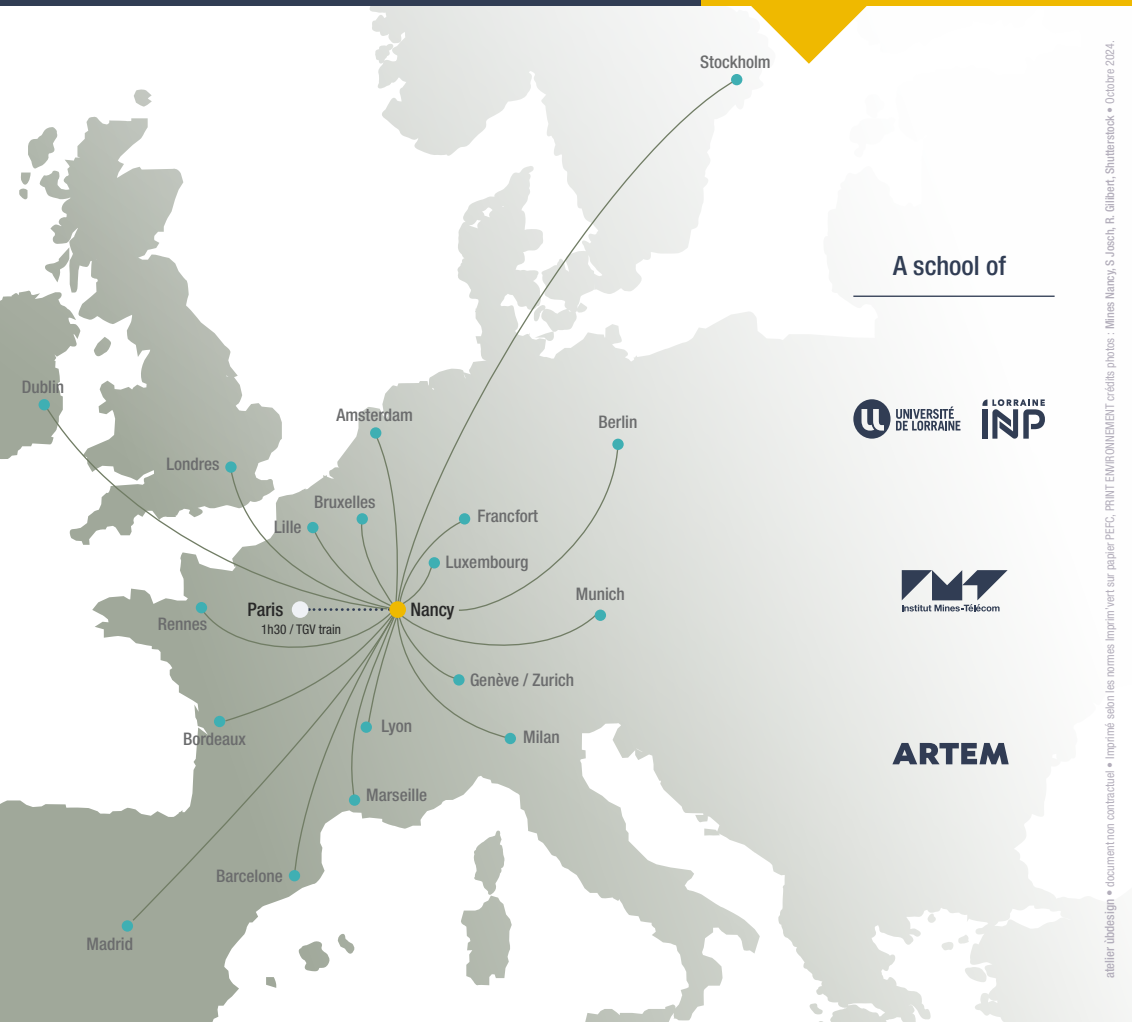 Stockholm
A school of
Dublin
Amsterdam
Berlin
UNIVERSITÉ
DE LORRAINE
LORRAINE
INP
Londres
Bruxelles
Francfort
Lille
Luxembourg
Institut Mines-Télécom
Munich
Paris
Nancy
1h30 / TGV train
Rennes
Genève / Zurich
Lyon
Bordeaux
Milan
ARTEM
Marseille
Barcelone
Madrid
atelier ùbdesign • document non contractuel • Imprimé selon les normes Imprim'vert sur papier PEFC, PRINT ENVIRONNEMENT crédits photos : Mines Nancy, S Josch, R. Gilibert, Shutterstock • Octobre 2024.